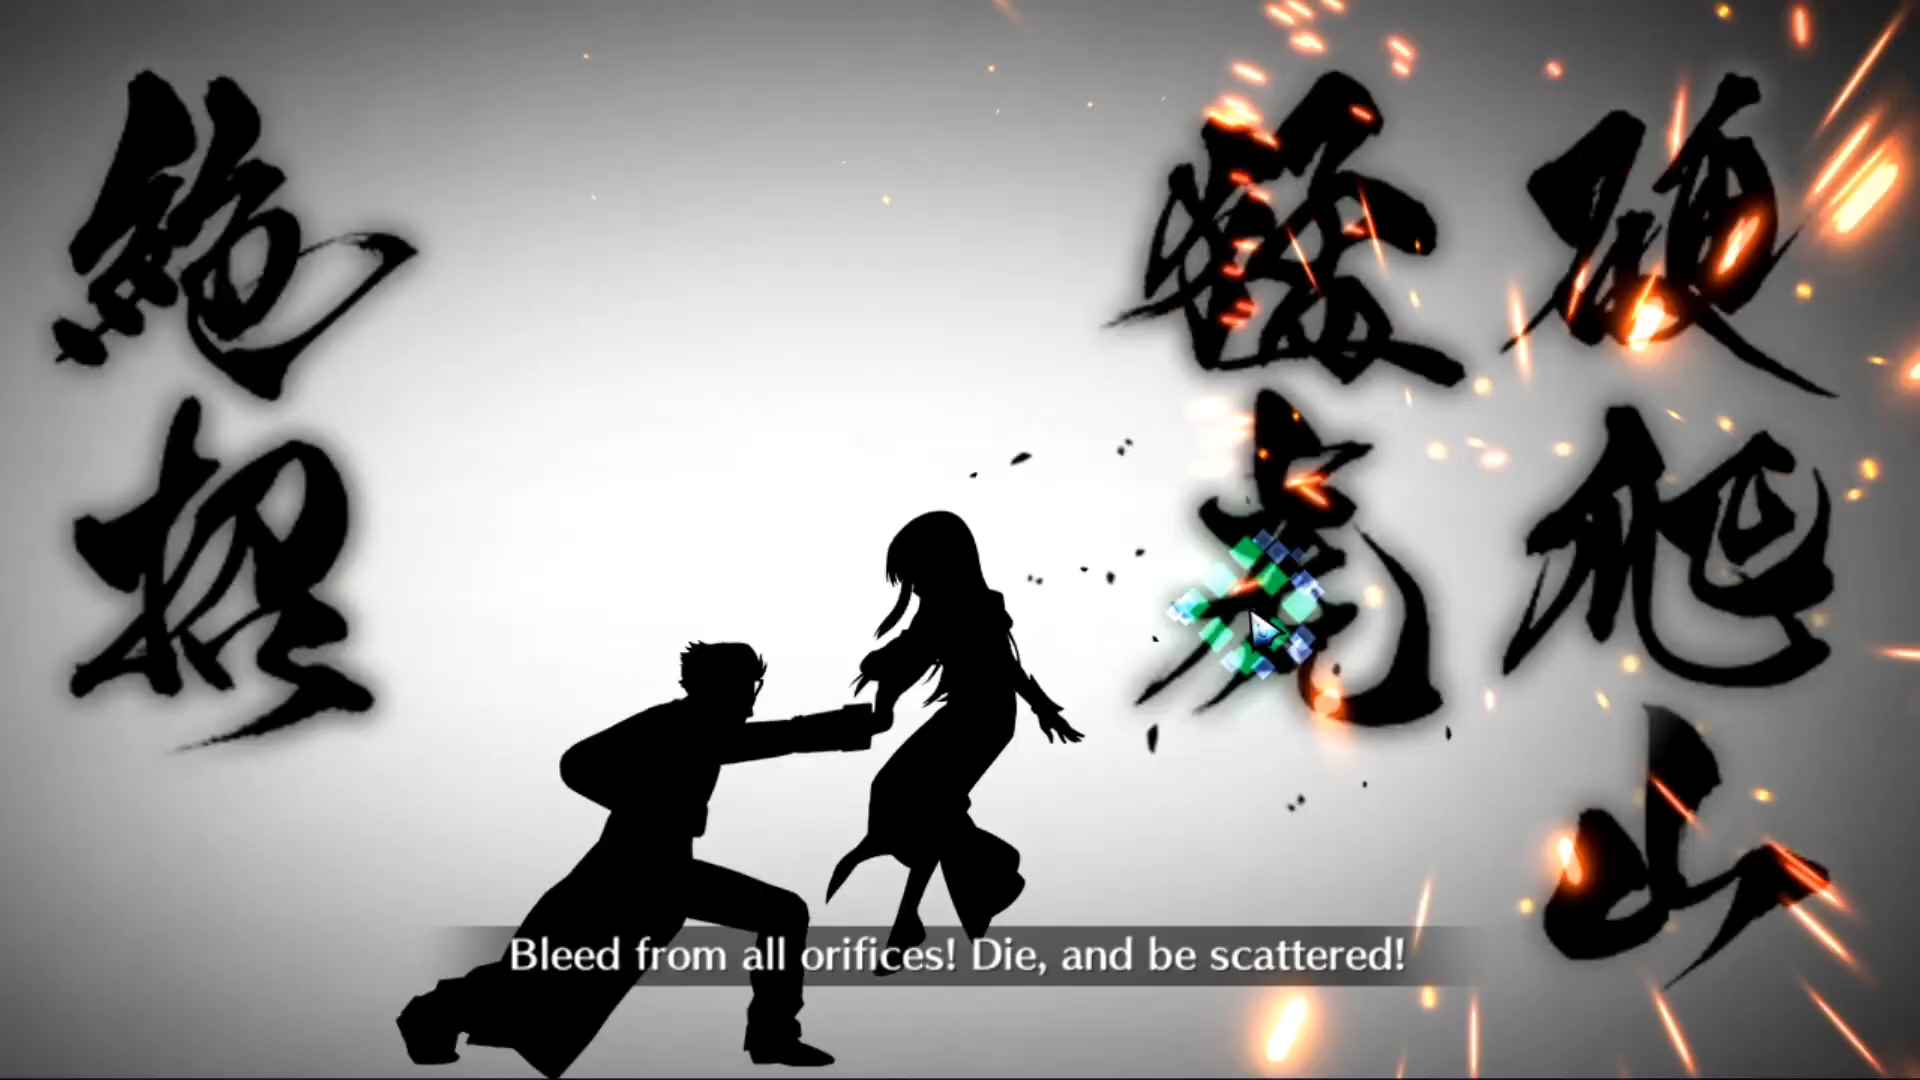 絶招
猛虎
硬爬山
Bleed from all orifices! Die, and be scattered!